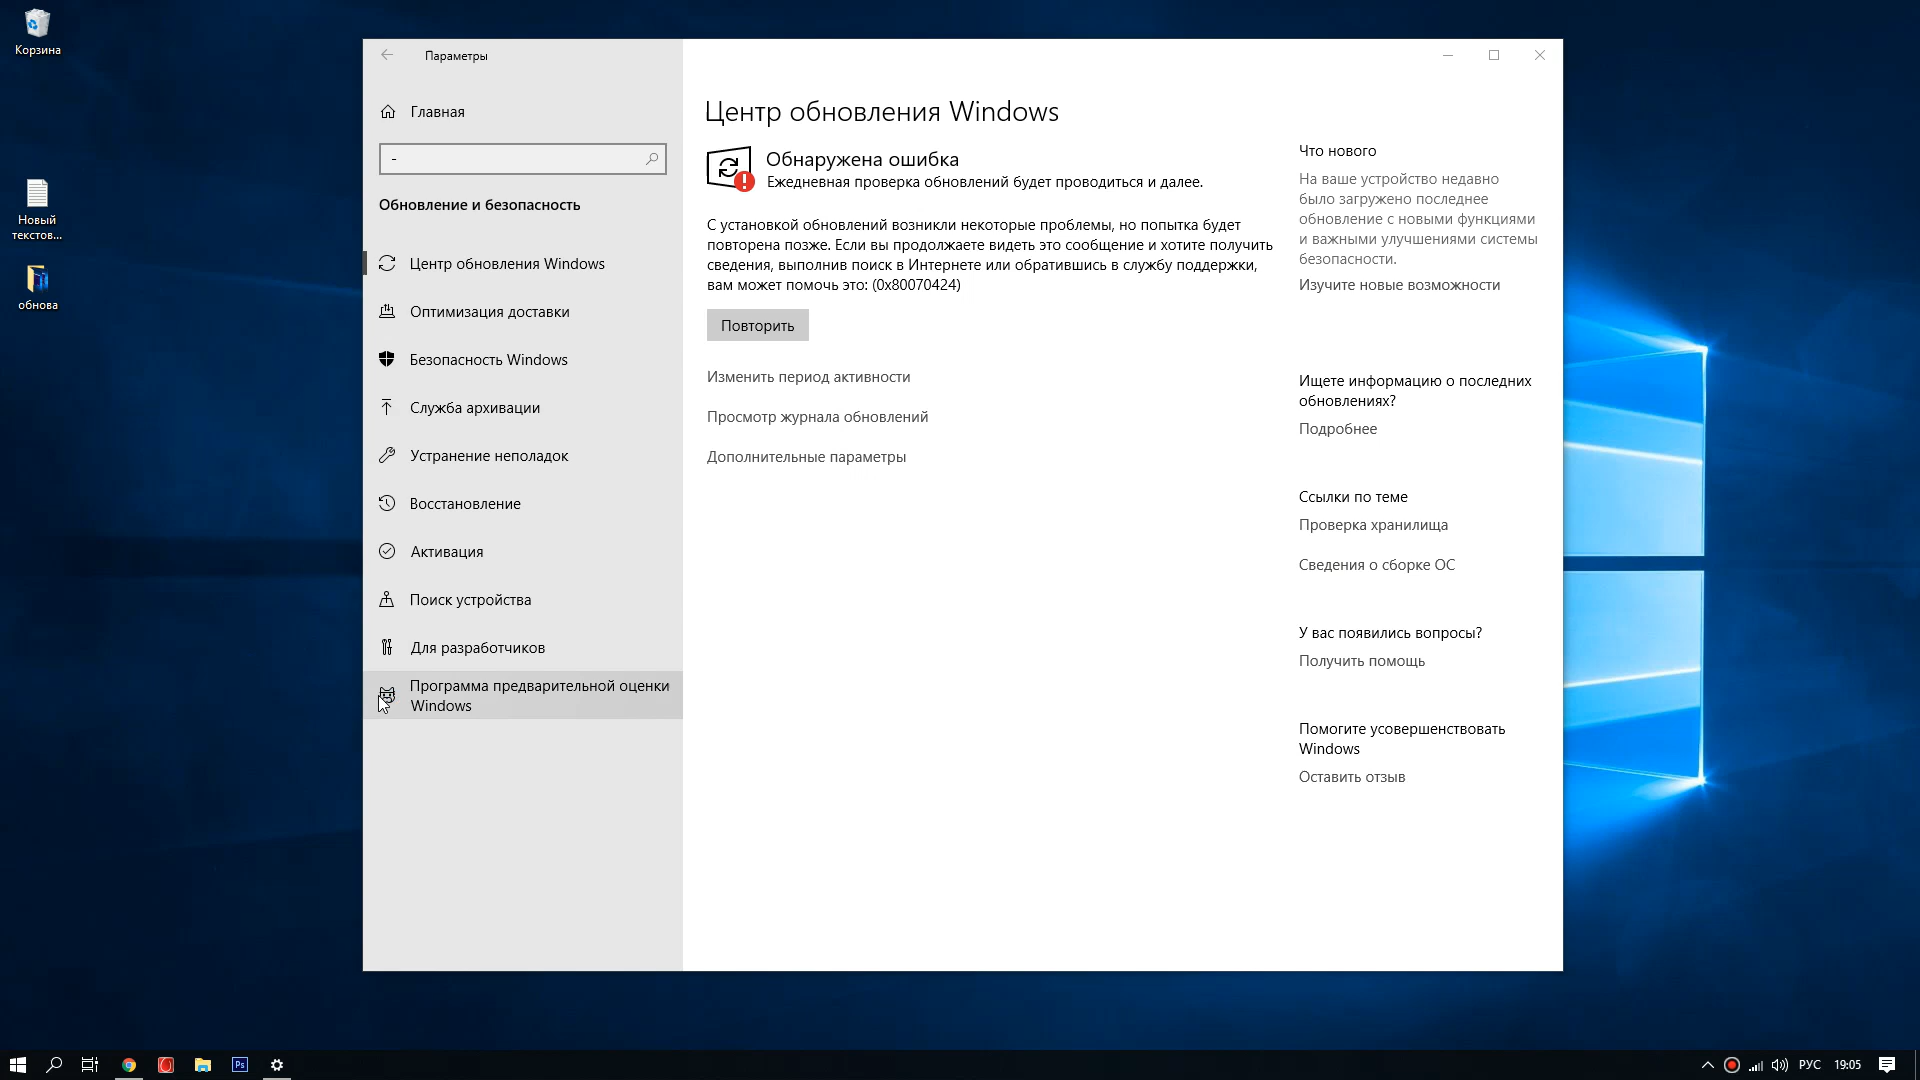 Корзина
Новый
текстов...
обнова
Параметры
Главная
-
Обновление и безопасность
Центр обновления Windows
Оптимизация доставки
Безопасность Windows
Служба архивации
Устранение неполадок
Восстановление
Активация
Поиск устройства
Для разработчиков
Программа предварительной оценки
Windows
Центр обновления Windows
Обнаружена ошибка
Ежедневная проверка обновлений будет проводиться и далее.
С установкой обновлений возникли некоторые проблемы, но попытка будет
повторена позже. Если вы продолжаете видеть это сообщение и хотите получить
сведения, выполнив поиск в Интернете или обратившись в службу поддержки,
вам может помочь это: (0x80070424)
Повторить
Изменить период активности
Просмотр журнала обновлений
Дополнительные параметры
Что нового
На ваше устройство недавно
было загружено последнее
обновление с новыми функциями
и важными улучшениями системы
безопасности.
Изучите новые возможности
Ищете информацию о последних
обновлениях?
Подробнее
Ссылки по теме
Проверка хранилища
Сведения о сборке ОС
У вас появились вопросы?
Получить помощь
Помогите усовершенствовать
Windows
Оставить отзыв
Ps
РУС
19:05